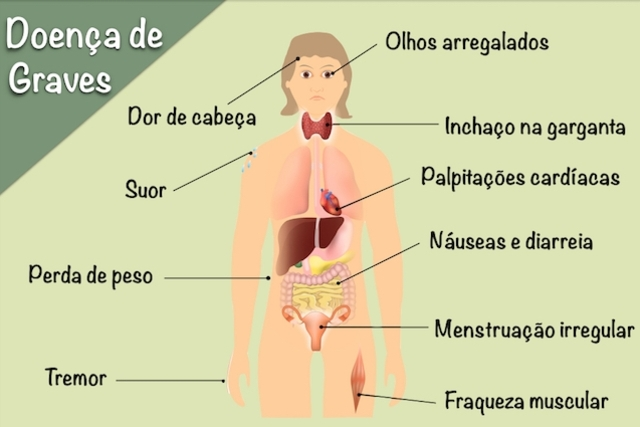 Doença de
Graves
Olhos arregalados
Dor de cabeça
Inchaço na garganta
Suor
Palpitações cardíacas
Náuseas e diarreia
Perda de peso
Menstruação irregular
Tremor
Fraqueza muscular